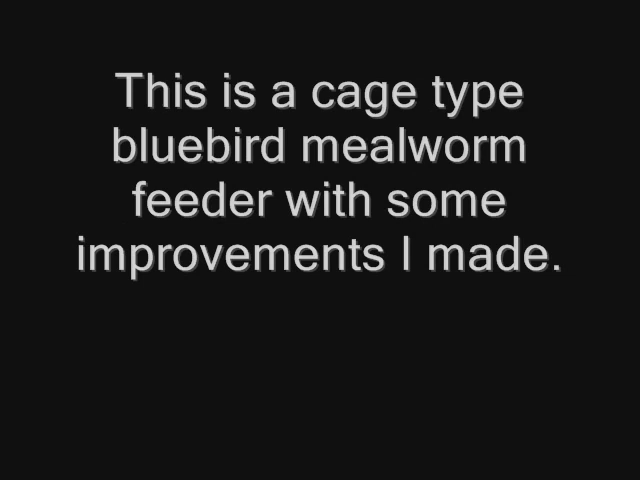 This is a cage type
bluebird mealworm
feeder with some
improvements I made.